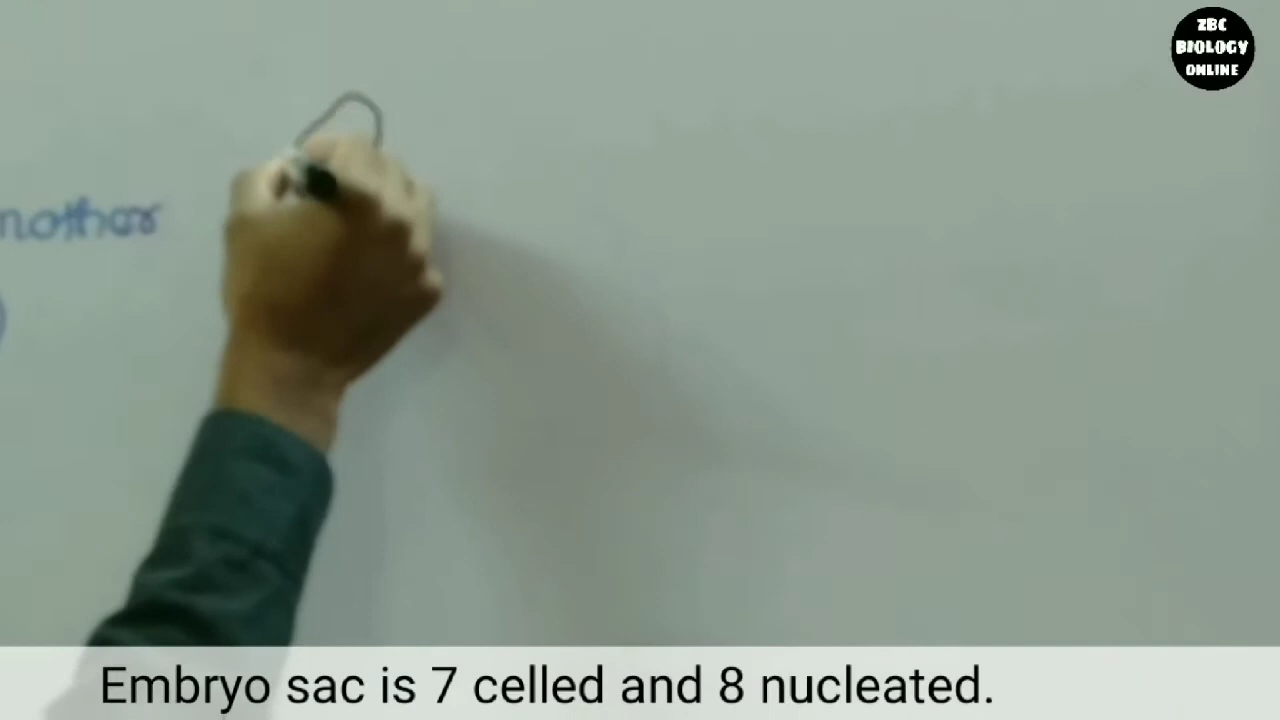 ZBC
BIOLOGY
ONLINE
mother
Embryo sac is 7 celled and 8 nucleated.